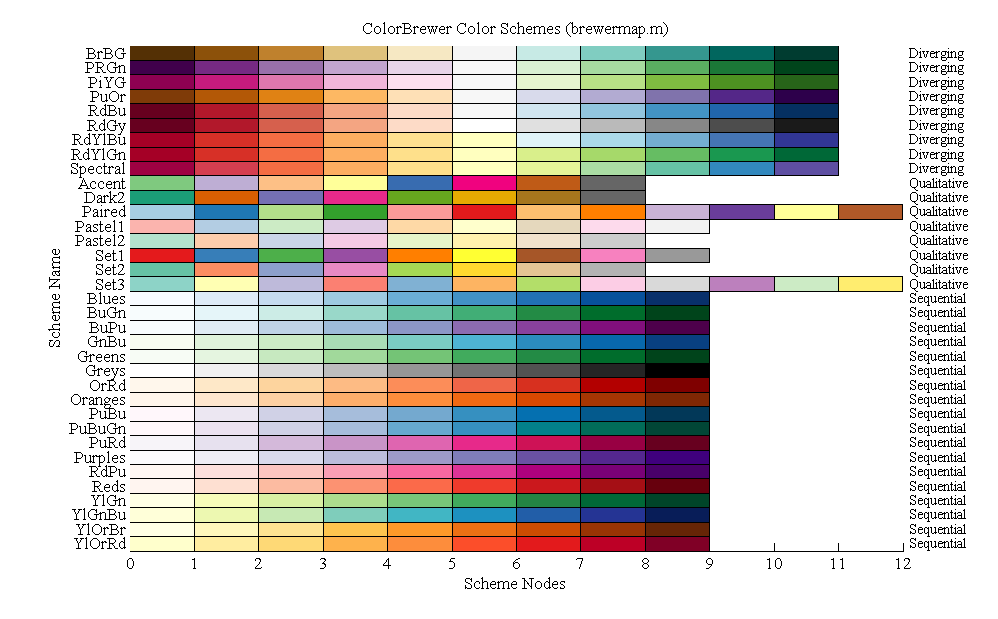 ColorBrewer Color Schemes (brewermap.m)
BrBG Diverging
PRGn Diverging
PiYG Diverging
PuOr Diverging
RdBu Diverging
RdGy Diverging
RdYlBu Diverging
RdYlGn Diverging
Spectral Diverging
Accent Qualitative
Dark2 Qualitative
Paired Qualitative
Pastel1 Qualitative
Pastel2 Qualitative
Set1 Qualitative
Set2 Qualitative
Set3 Qualitative
Blues Sequential
BuGn Sequential
BuPu Sequential
GnBu Sequential
Greens Sequential
Greys Sequential
OrRd Sequential
Oranges Sequential
PuBu Sequential
PuBuGn Sequential
PuRd Sequential
Purples Sequential
RdPu Sequential
Reds Sequential
YlGn Sequential
YlGnBu Sequential
YlOrBr Sequential
YlOrRd Sequential
Scheme Name
0 1 2 3 4 5 6 7 8 9 10 11 12
Scheme Nodes